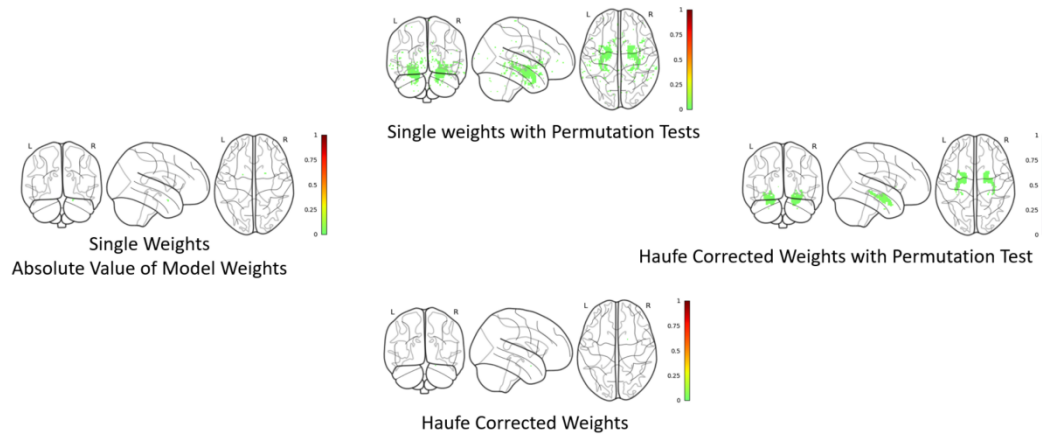 L R
1
0.75
0.5
0.25
0
Single weights with Permutation Tests
L R
1
0.75
0.5
0.25
0
Single Weights
Absolute Value of Model Weights
L R
1
0.75
0.5
0.25
0
Haufe Corrected Weights with Permutation Test
L R
1
0.75
0.5
0.25
0
Haufe Corrected Weights